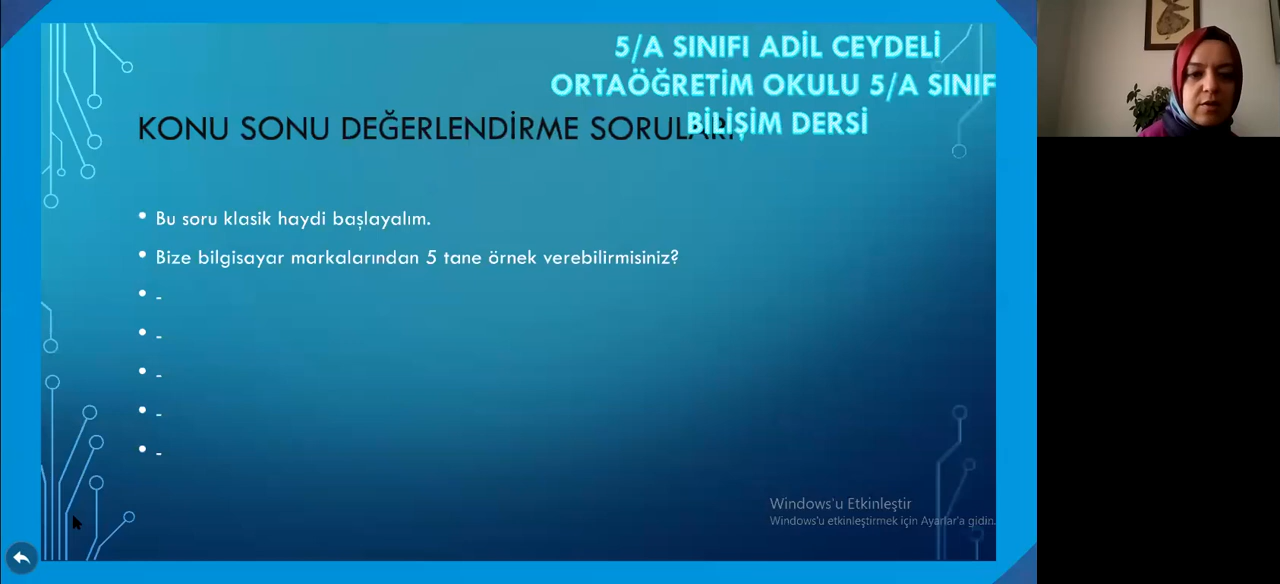 5/A SINIFI ADİL CEYDELİ
ORTAÖĞRETİM OKULU 5/A SINIF
BİLİŞİM DERSİ
KONU SONU DEĞERLENDİRME SORULARI
• Bu soru klasik haydi başlayalım.
• Bize bilgisayar markalarından 5 tane örnek verebilirmisiniz?
• -
• -
• -
• -
• -
Windows'u Etkinleştir
Windows'u etkinleştirmek için Ayarlar'a gidin.